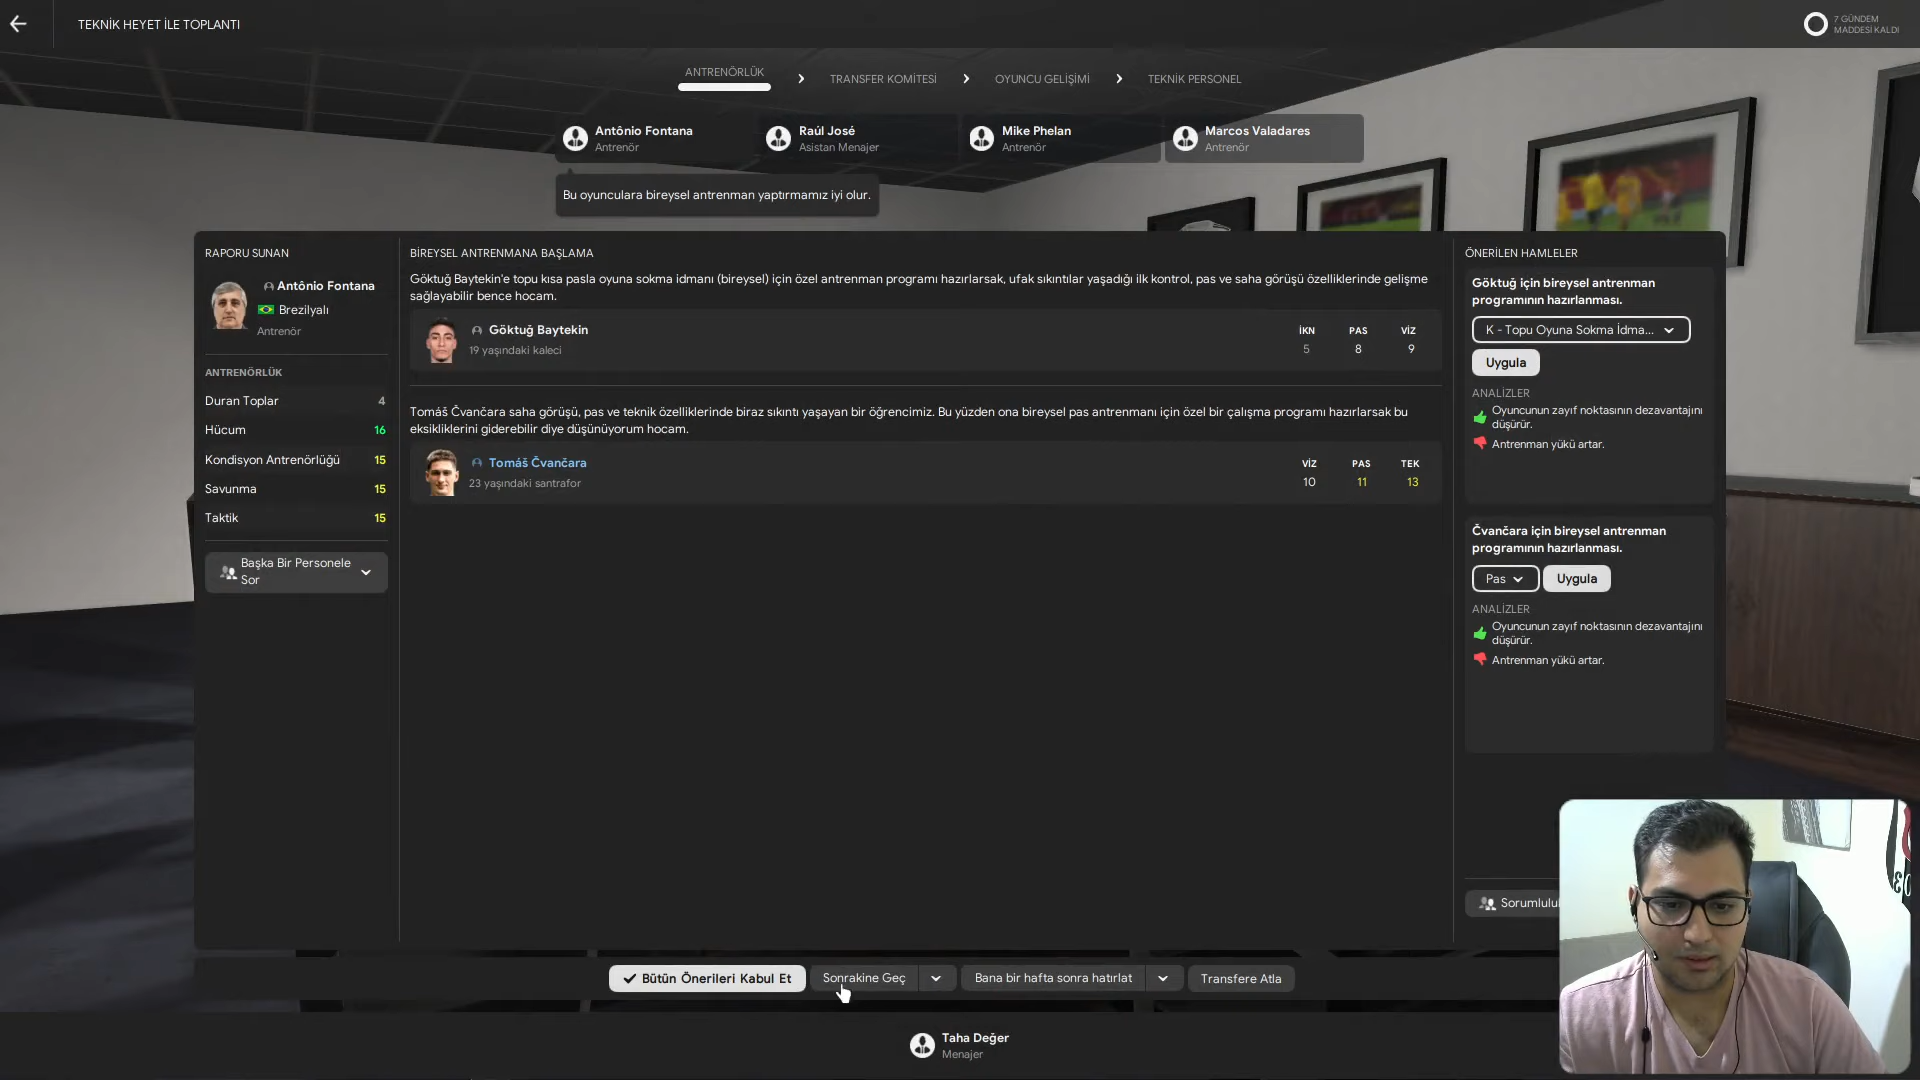 TEKNİK HEYET İLE TOPLANTI
7 GÜNDEM
MADDESİ KALDI
ANTRENÖRLÜK
TRANSFER KOMİTESİ
OYUNCU GELİŞİMİ
TEKNİK PERSONEL
Antônio Fontana
Antrenör
Raúl José
Asistan Menajer
Mike Phelan
Antrenör
Marcos Valadares
Antrenör
Bu oyunculara bireysel antrenman yaptırmamız iyi olur.
RAPORU SUNAN
Antônio Fontana
Brezilyalı
Antrenör
ANTRENÖRLÜK
Duran Toplar 4
Hücum 16
Kondisyon Antrenörlüğü 15
Savunma 15
Taktik 15
Başka Bir Personele
Sor
BİREYSEL ANTRENMANA BAŞLAMA
Göktuğ Baytekin'e topu kısa pasla oyuna sokma idmanı (bireysel) için özel antrenman programı hazırlarsak, ufak sıkıntılar yaşadığı ilk kontrol, pas ve saha görüşü özelliklerinde gelişme
sağlayabilir bence hocam.
Göktuğ Baytekin
19 yaşındaki kaleci
İKN PAS VİZ
5 8 9
Tomáš Čvančara saha görüşü, pas ve teknik özelliklerinde biraz sıkıntı yaşayan bir öğrencimiz. Bu yüzden ona bireysel pas antrenmanı için özel bir çalışma programı hazırlarsak bu
eksikliklerini giderebilir diye düşünüyorum hocam.
Tomáš Čvančara
23 yaşındaki santrafor
VİZ PAS TEK
10 11 13
ÖNERİLEN HAMLELER
Göktuğ için bireysel antrenman
programının hazırlanması.
K - Topu Oyuna Sokma İdma...
Uygula
ANALİZLER
Oyuncunun zayıf noktasının dezavantajını
düşürür.
Antrenman yükü artar.
Čvančara için bireysel antrenman
programının hazırlanması.
Pas
Uygula
ANALİZLER
Oyuncunun zayıf noktasının dezavantajını
düşürür.
Antrenman yükü artar.
Bütün Önerileri Kabul Et
Sonrakine Geç
Bana bir hafta sonra hatırlat
Transfere Atla
Taha Değer
Menajer